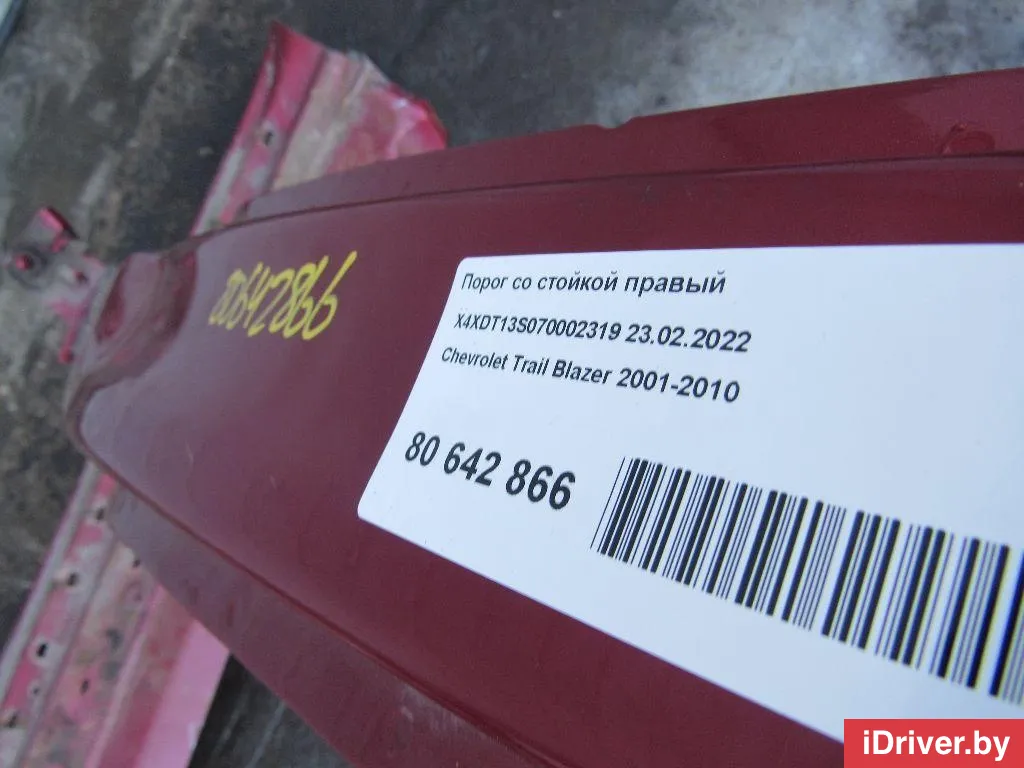 80642866
Порог со стойкой правый
X4XDT13S070002319 23.02.2022
Chevrolet Trail Blazer 2001-2010
80 642 866
iDriver.by